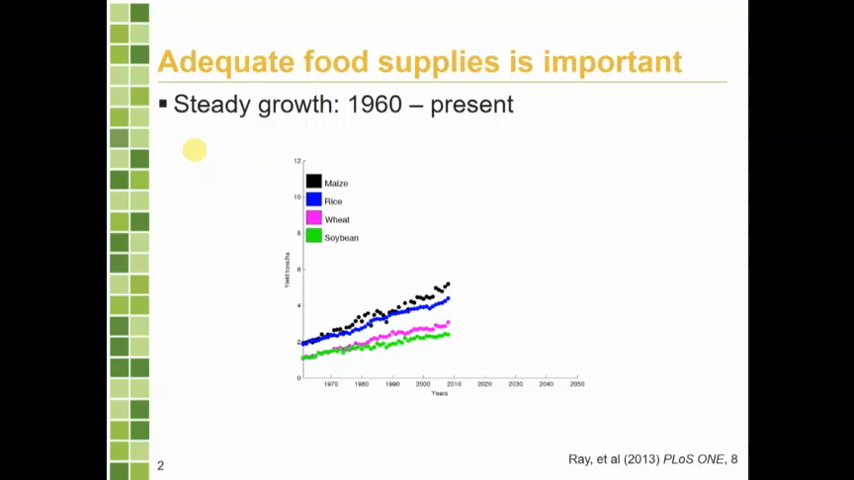 Adequate food supplies is important
▪ Steady growth: 1960 – present
12
10
8
6
4
2
0
Yield tons/ha
Maize
Rice
Wheat
Soybean
1970 1980 1990 2000 2010 2020 2030 2040 2050
Years
Ray, et al (2013) PLoS ONE, 8
2